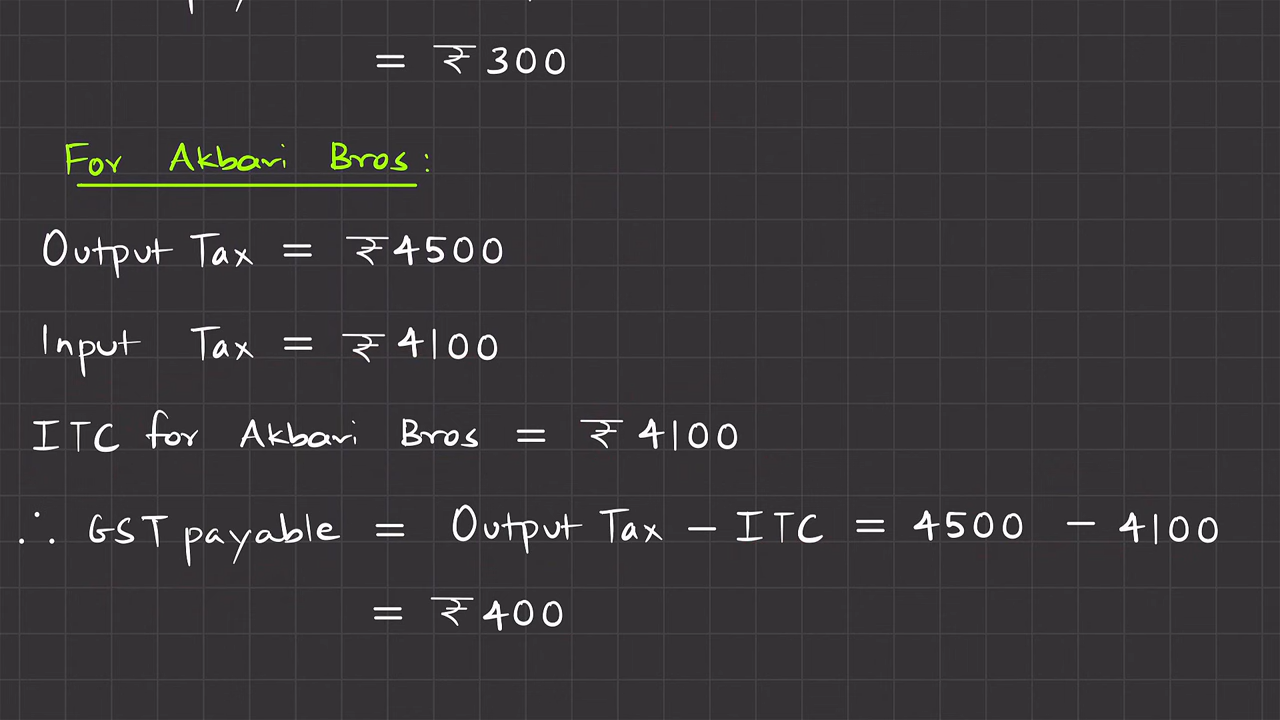 = ₹300
For Akbari Bros:
Output Tax = ₹4500
Input Tax = ₹4100
ITC for Akbari Bros = ₹4100
∴ GST payable = Output Tax - ITC = 4500 - 4100
= ₹400